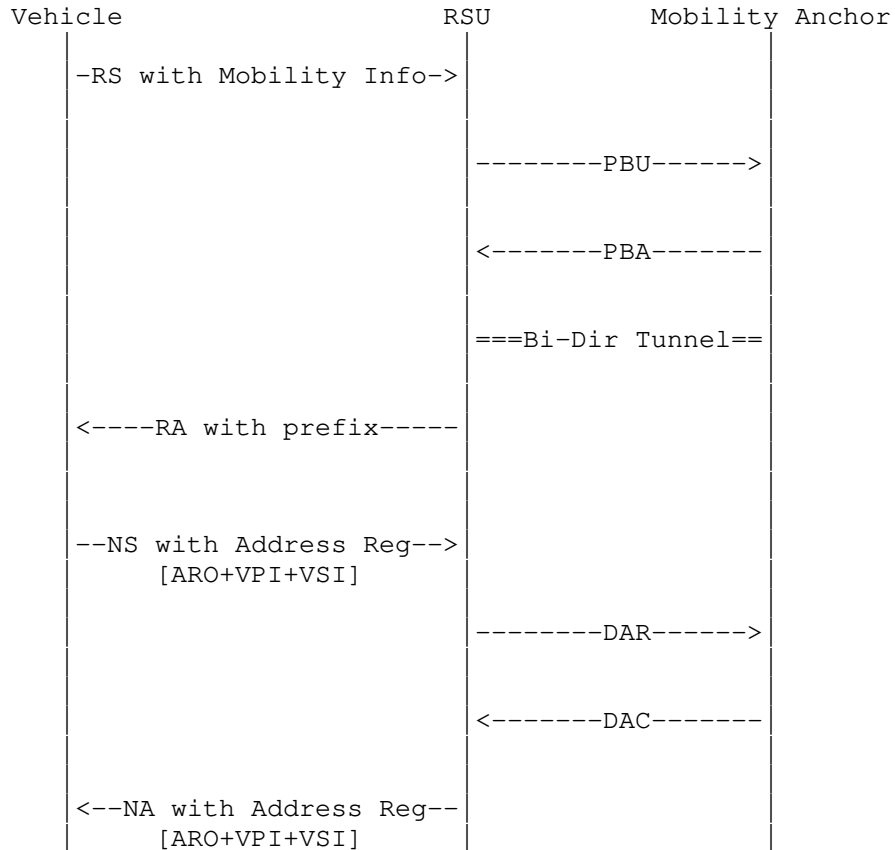 Vehicle RSU Mobility Anchor
-RS with Mobility Info->
--------PBU------>
<-------PBA-------
===Bi-Dir Tunnel==
<----RA with prefix-----
--NS with Address Reg-->
[ARO+VPI+VSI]
--------DAR------>
<-------DAC-------
<--NA with Address Reg--
[ARO+VPI+VSI]